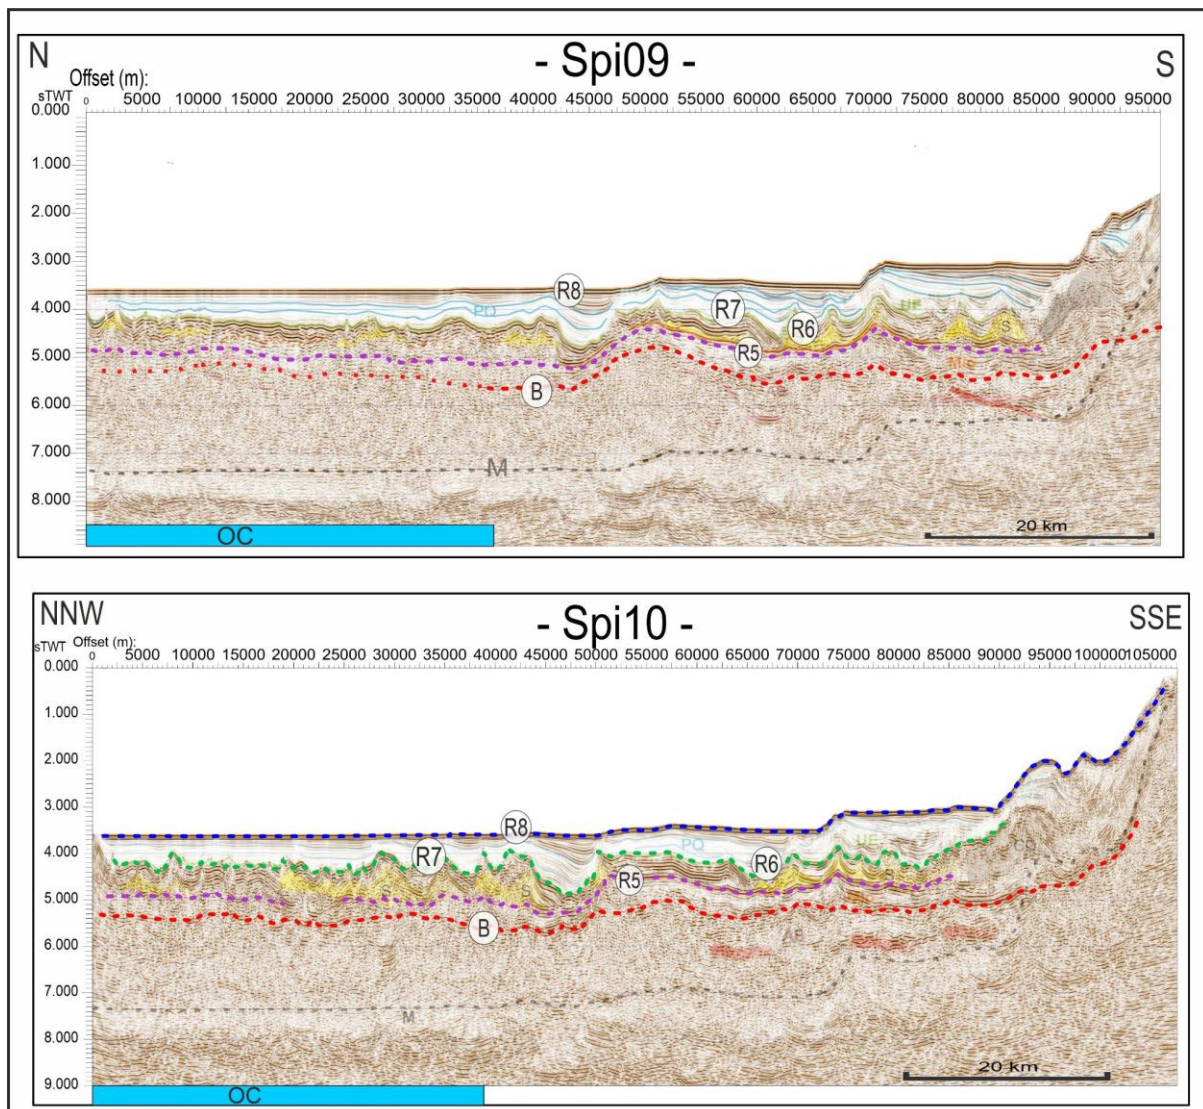 N - Spi09 - S
Offset (m):
sTWT 0 5000 10000 15000 20000 25000 30000 35000 40000 45000 50000 55000 60000 65000 70000 75000 80000 85000 90000 95000
0.000
1.000
2.000
3.000
R8
4.000 PQ R7 UE
R6 S
5.000 R5
B
6.000
7.000
M
8.000
20 km
OC
NNW - Spi10 - SSE
sTWT Offset (m):
0 5000 10000 15000 20000 25000 30000 35000 40000 45000 50000 55000 60000 65000 70000 75000 80000 85000 90000 95000 100000 105000
0.000
1.000
2.000
3.000
R8
4.000 R7 PQ R6 UE
S S R5 S
5.000
B
6.000 AB
7.000
M
8.000
20 km
9.000
OC